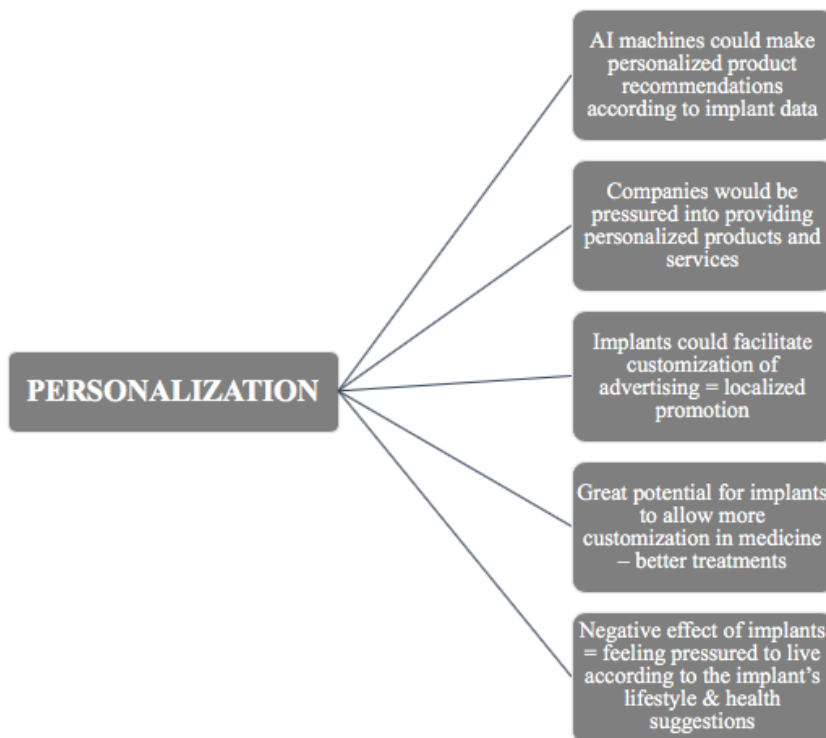 AI machines could make
personalized product
recommendations
according to implant data
Companies would be
pressured into providing
personalized products and
services
PERSONALIZATION
Implants could facilitate
customization of
advertising = localized
promotion
Great potential for implants
to allow more
customization in medicine
– better treatments
Negative effect of implants
= feeling pressured to live
according to the implant’s
lifestyle & health
suggestions